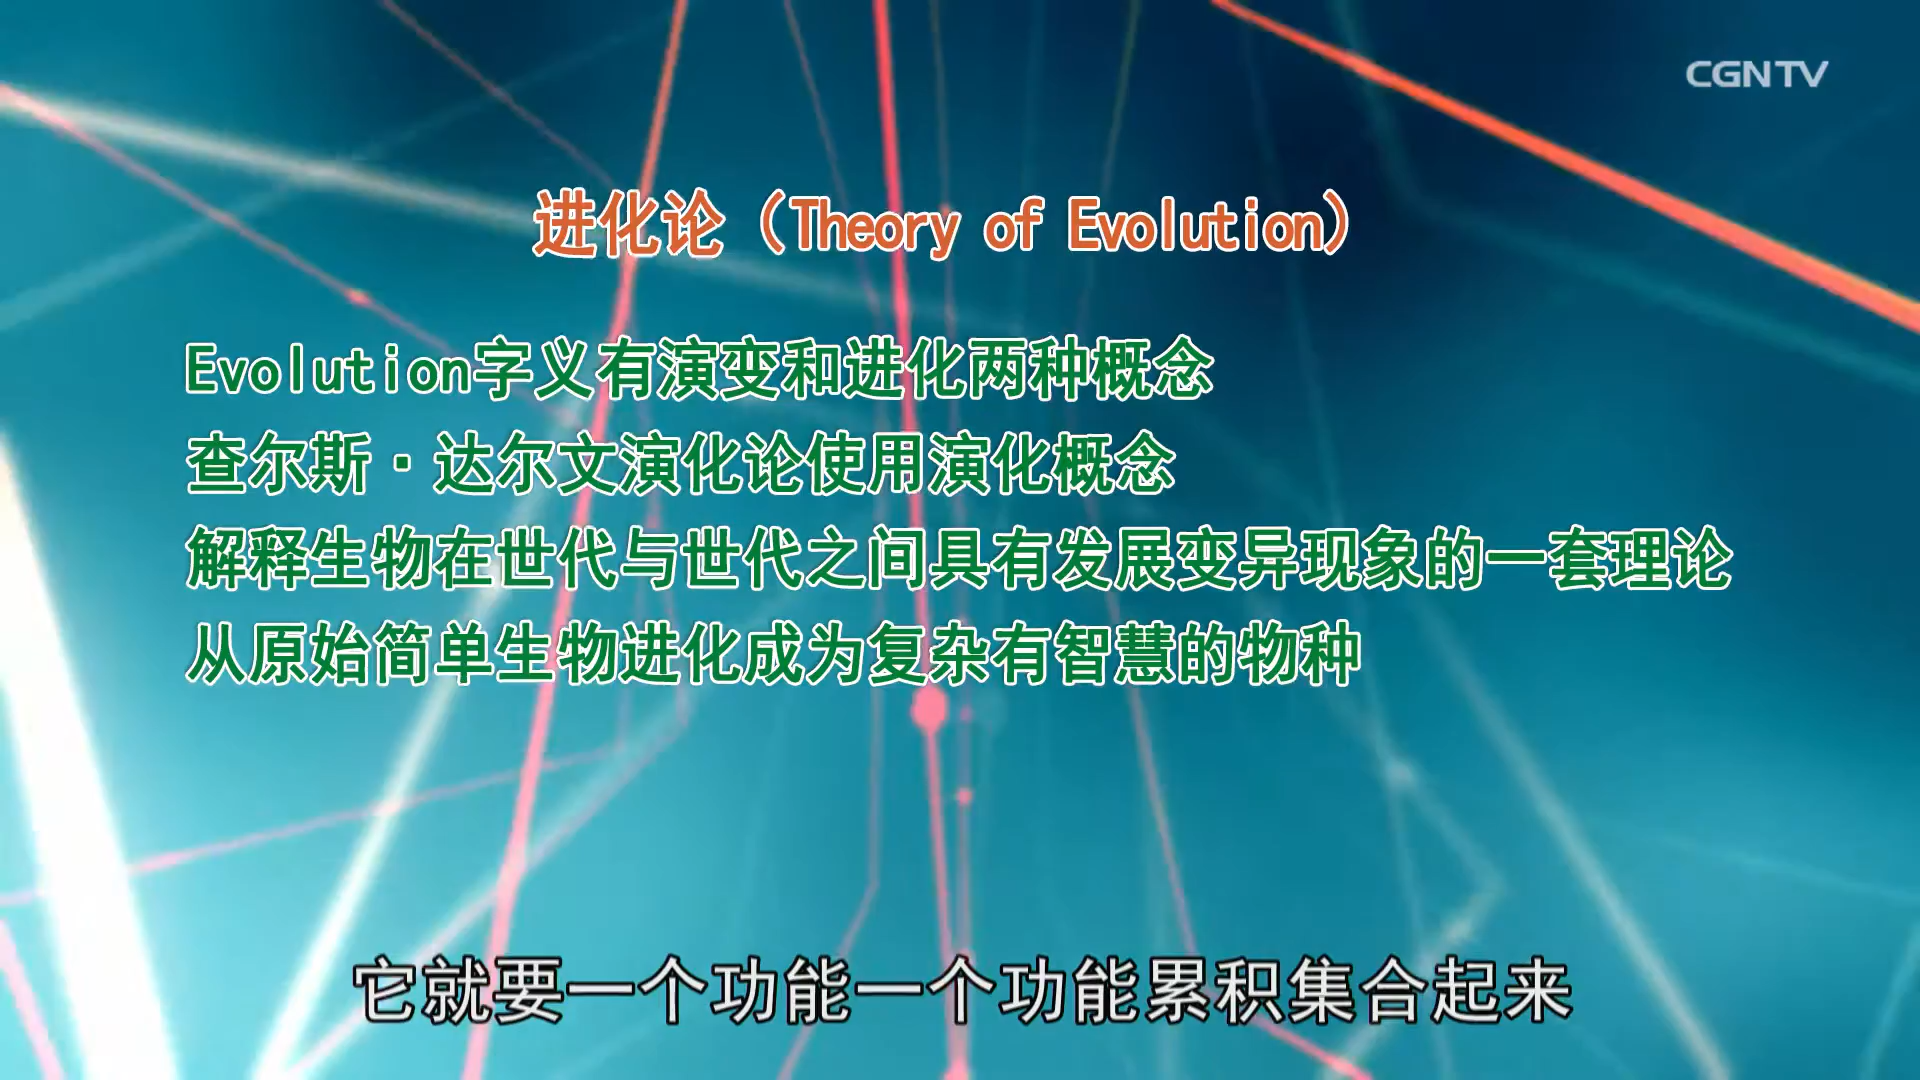 CGNTV
进化论（Theory of Evolution）
Evolution字义有演变和进化两种概念
查尔斯·达尔文演化论使用演化概念
解释生物在世代与世代之间具有发展变异现象的一套理论
从原始简单生物进化成为复杂有智慧的物种
它就要一个功能一个功能累积集合起来